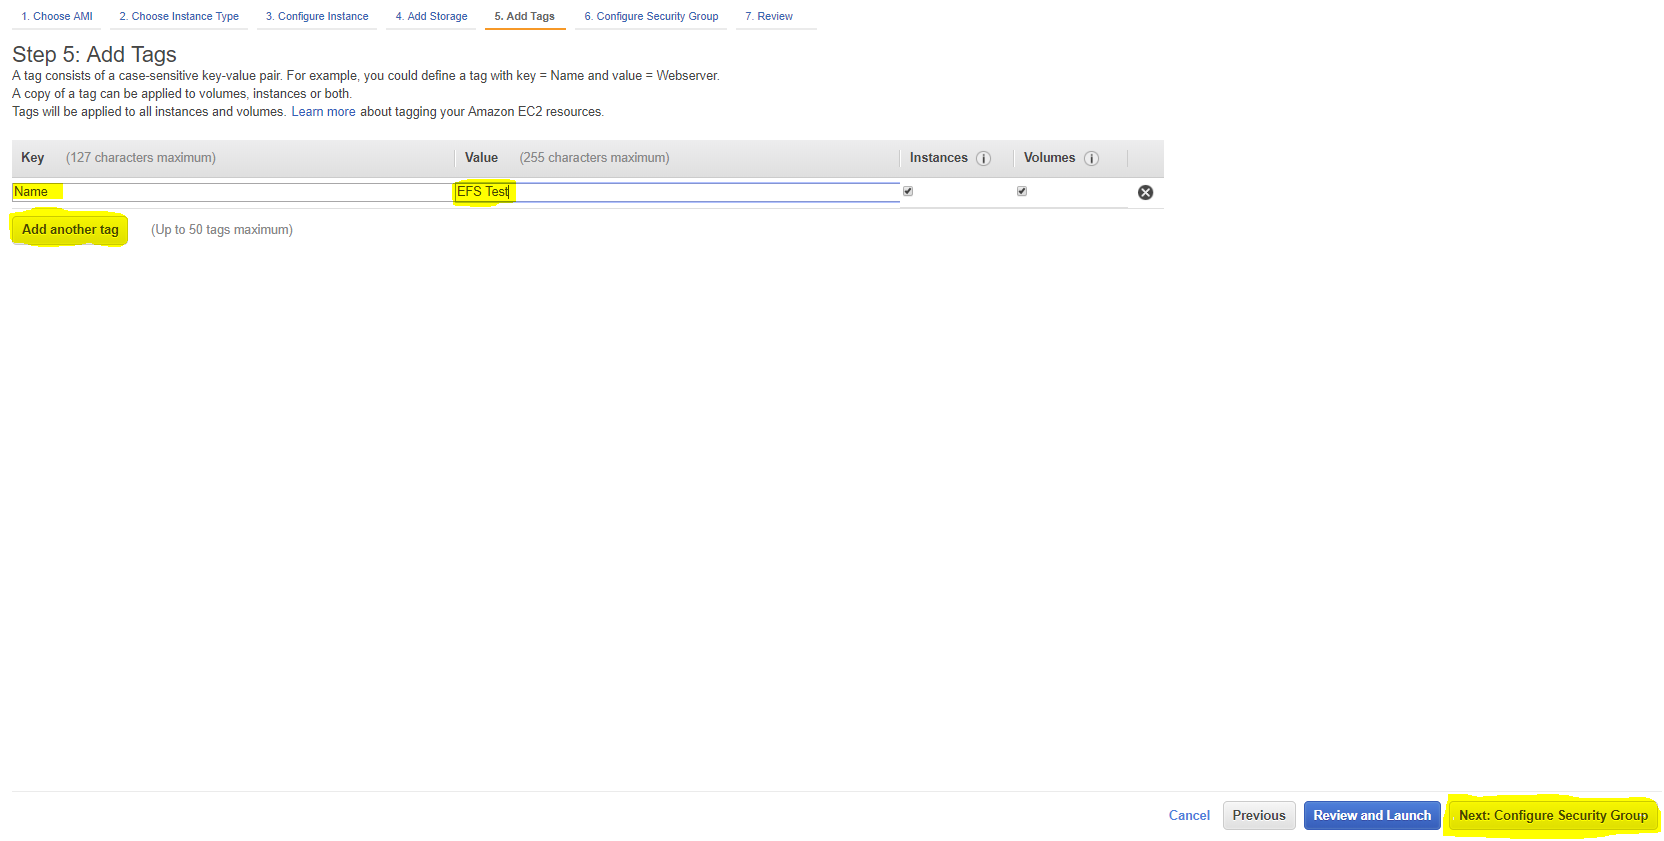 1. Choose AMI 2. Choose Instance Type 3. Configure Instance 4. Add Storage 5. Add Tags 6. Configure Security Group 7. Review
Step 5: Add Tags
A tag consists of a case-sensitive key-value pair. For example, you could define a tag with key = Name and value = Webserver.
A copy of a tag can be applied to volumes, instances or both.
Tags will be applied to all instances and volumes. Learn more about tagging your Amazon EC2 resources.
Key (127 characters maximum) Value (255 characters maximum) Instances i Volumes i
Name EFS Test
Add another tag (Up to 50 tags maximum)
Cancel Previous Review and Launch Next: Configure Security Group